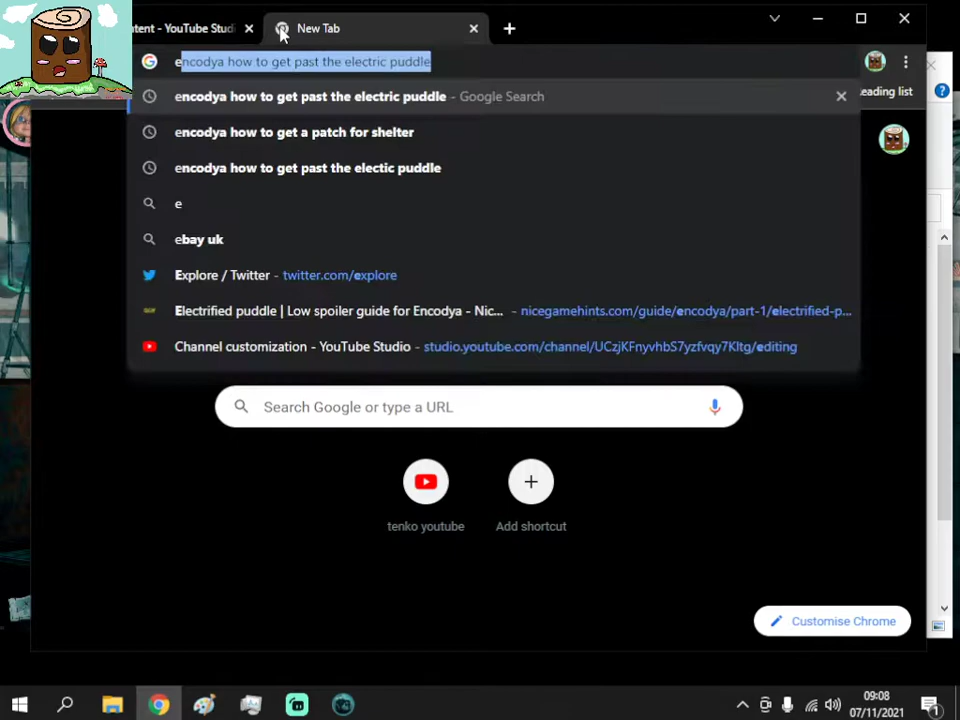 tent - YouTube Studi
New Tab
encodya how to get past the electric puddle
encodya how to get past the electric puddle - Google Search
eading list
encodya how to get a patch for shelter
encodya how to get past the electic puddle
e
ebay uk
Explore / Twitter - twitter.com/explore
Electrified puddle | Low spoiler guide for Encodya - Nic... - nicegamehints.com/guide/encodya/part-1/electrified-p...
Channel customization - YouTube Studio - studio.youtube.com/channel/UCzjKFnyvhbS7yzfvqy7KItg/editing
Search Google or type a URL
tenko youtube
Add shortcut
Customise Chrome
09:08
07/11/2021
1